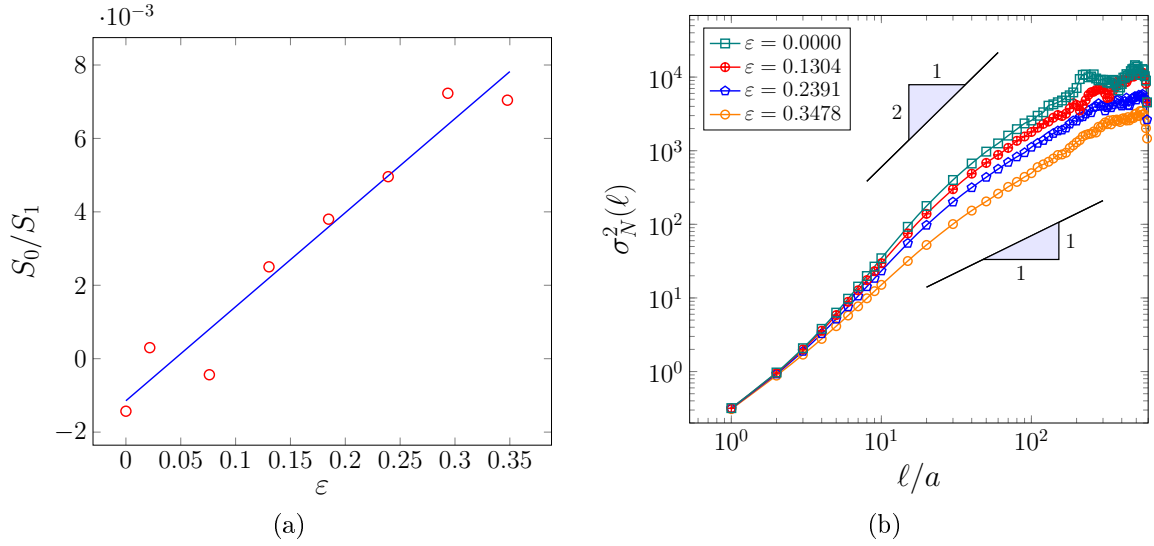 ·10⁻³
8
6
4
2
0
−2
S₀/S₁
0 0.05 0.1 0.15 0.2 0.25 0.3 0.35
ε
(a)
10⁴
10³
10²
10¹
10⁰
σ²_N(ℓ)
ε = 0.0000
ε = 0.1304
ε = 0.2391
ε = 0.3478
1
2
1
1
10⁰ 10¹ 10²
ℓ/a
(b)